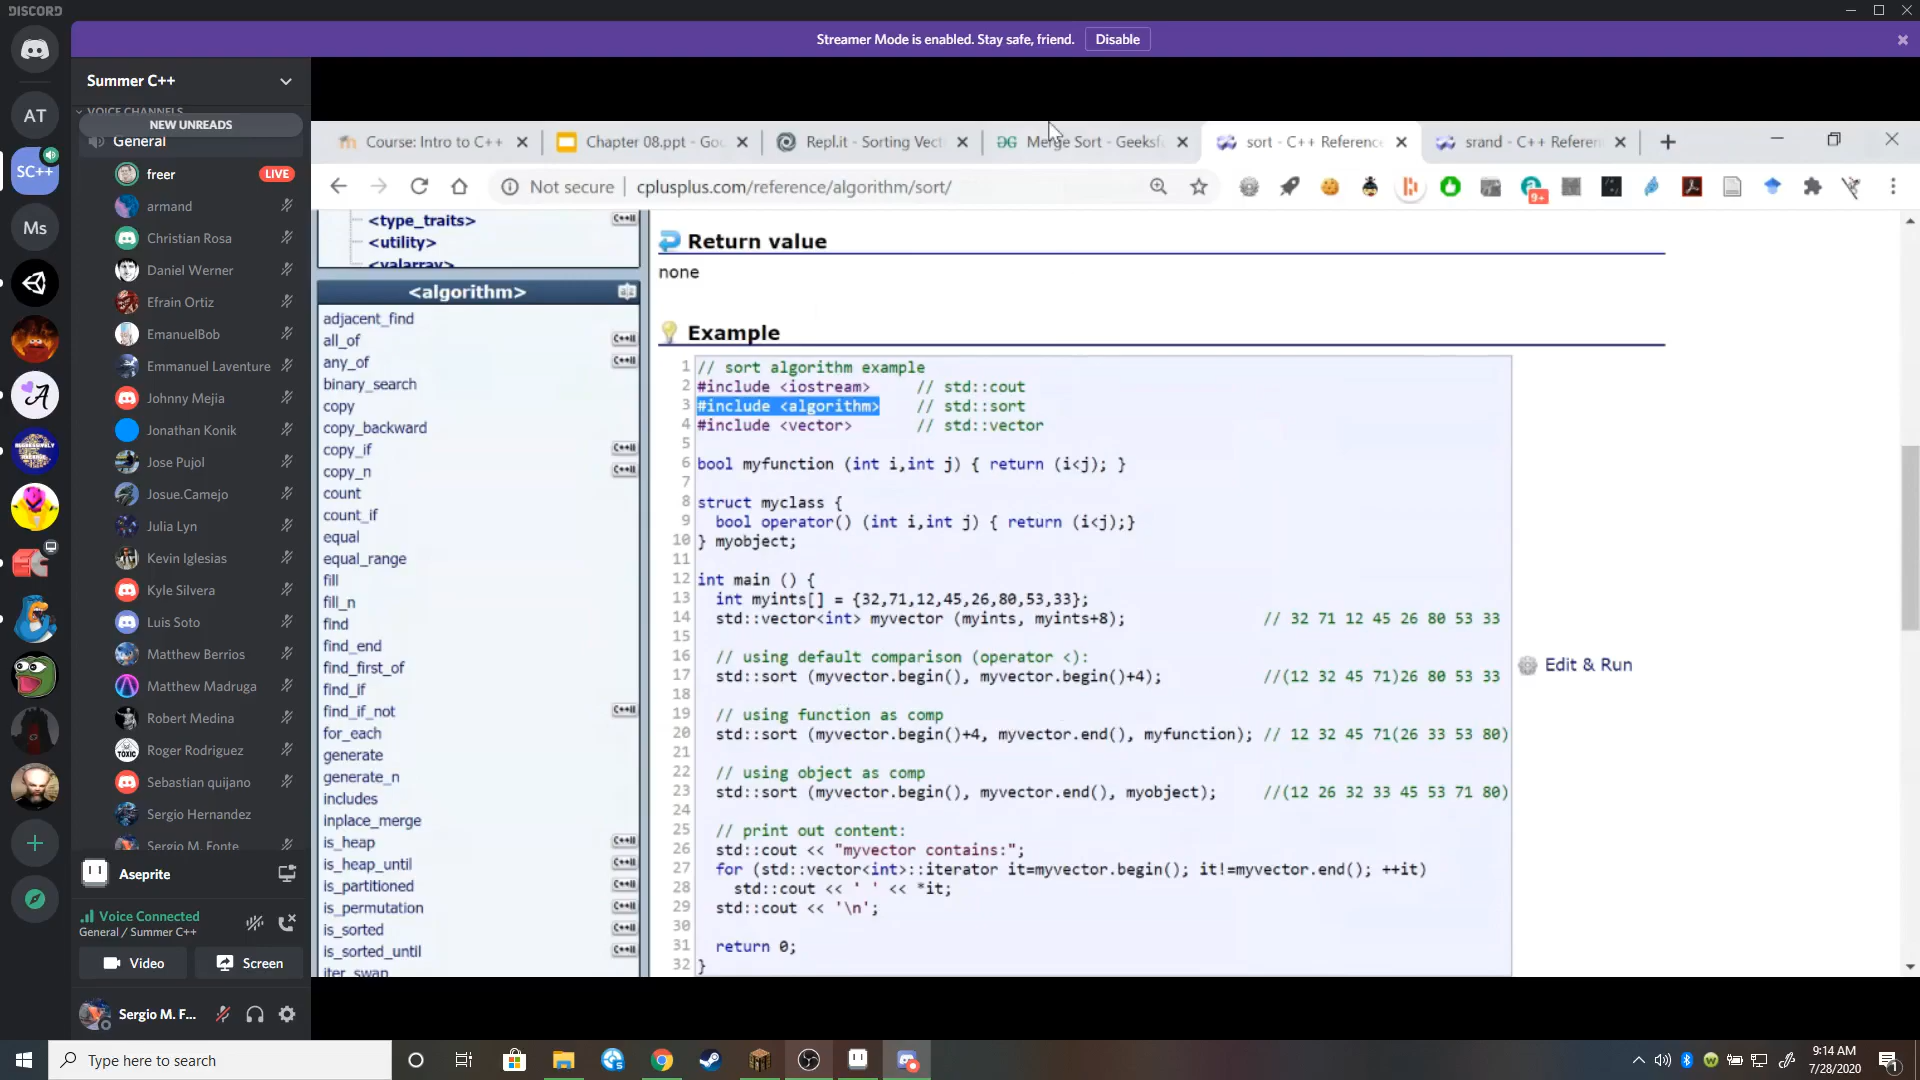 DISCORD
Streamer Mode is enabled. Stay safe, friend.
Disable
Summer C++
VOICE CHANNELS
NEW UNREADS
General
AT
SC++
Ms
freer
LIVE
armand
Christian Rosa
Daniel Werner
Efrain Ortiz
EmanuelBob
Emmanuel Laventure
Johnny Mejia
Jonathan Konik
Jose Pujol
Josue.Camejo
Julia Lyn
Kevin Iglesias
Kyle Silvera
Luis Soto
Matthew Berrios
Matthew Madruga
Robert Medina
Roger Rodriguez
TOXIC
Sebastian quijano
Sergio Hernandez
Sergio M. Fonte
Aseprite
Voice Connected
General / Summer C++
Video
Screen
Sergio M. F...
Course: Intro to C++
Chapter 08.ppt - Goo
Repl.it - Sorting Vect
Merge Sort - Geeksf
sort - C++ Reference
srand - C++ Referen
Not secure
cplusplus.com/reference/algorithm/sort/
9+
<type_traits>
<utility>
<valarray>
<algorithm>
adjacent_find
all_of
any_of
binary_search
copy
copy_backward
copy_if
copy_n
count
count_if
equal
equal_range
fill
fill_n
find
find_end
find_first_of
find_if
find_if_not
for_each
generate
generate_n
includes
inplace_merge
is_heap
is_heap_until
is_partitioned
is_permutation
is_sorted
is_sorted_until
iter_swap
Return value
none
Example
1 // sort algorithm example
2 #include <iostream>     // std::cout
3 #include <algorithm>    // std::sort
4 #include <vector>       // std::vector
5
6 bool myfunction (int i,int j) { return (i<j); }
7
8 struct myclass {
9   bool operator() (int i,int j) { return (i<j);}
10 } myobject;
11
12 int main () {
13   int myints[] = {32,71,12,45,26,80,53,33};
14   std::vector<int> myvector (myints, myints+8);               // 32 71 12 45 26 80 53 33
15
16   // using default comparison (operator <):
17   std::sort (myvector.begin(), myvector.begin()+4);           //(12 32 45 71)26 80 53 33
18
19   // using function as comp
20   std::sort (myvector.begin()+4, myvector.end(), myfunction); // 12 32 45 71(26 33 53 80)
21
22   // using object as comp
23   std::sort (myvector.begin(), myvector.end(), myobject);     //(12 26 32 33 45 53 71 80)
24
25   // print out content:
26   std::cout << "myvector contains:";
27   for (std::vector<int>::iterator it=myvector.begin(); it!=myvector.end(); ++it)
28     std::cout << ' ' << *it;
29   std::cout << '\n';
30
31   return 0;
32 }
Edit & Run
Type here to search
9:14 AM
7/28/2020
1